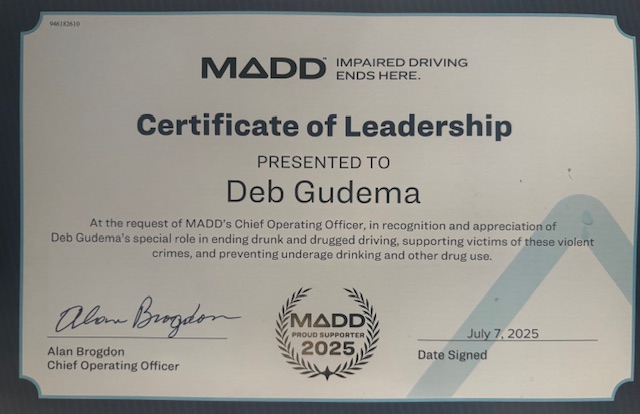 946182610
MADD™ IMPAIRED DRIVING
ENDS HERE.
Certificate of Leadership
PRESENTED TO
Deb Gudema
At the request of MADD's Chief Operating Officer, in recognition and appreciation of
Deb Gudema's special role in ending drunk and drugged driving, supporting victims of these violent
crimes, and preventing underage drinking and other drug use.
Alan Brogdon
Alan Brogdon
Chief Operating Officer
MADD
PROUD SUPPORTER
2025
July 7, 2025
Date Signed